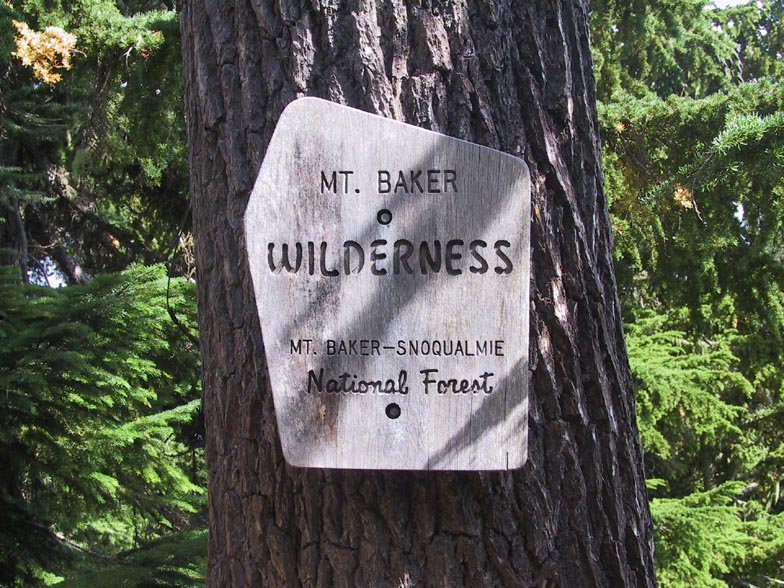 MT. BAKER
WILDERNESS
MT. BAKER-SNOQUALMIE
National Forest